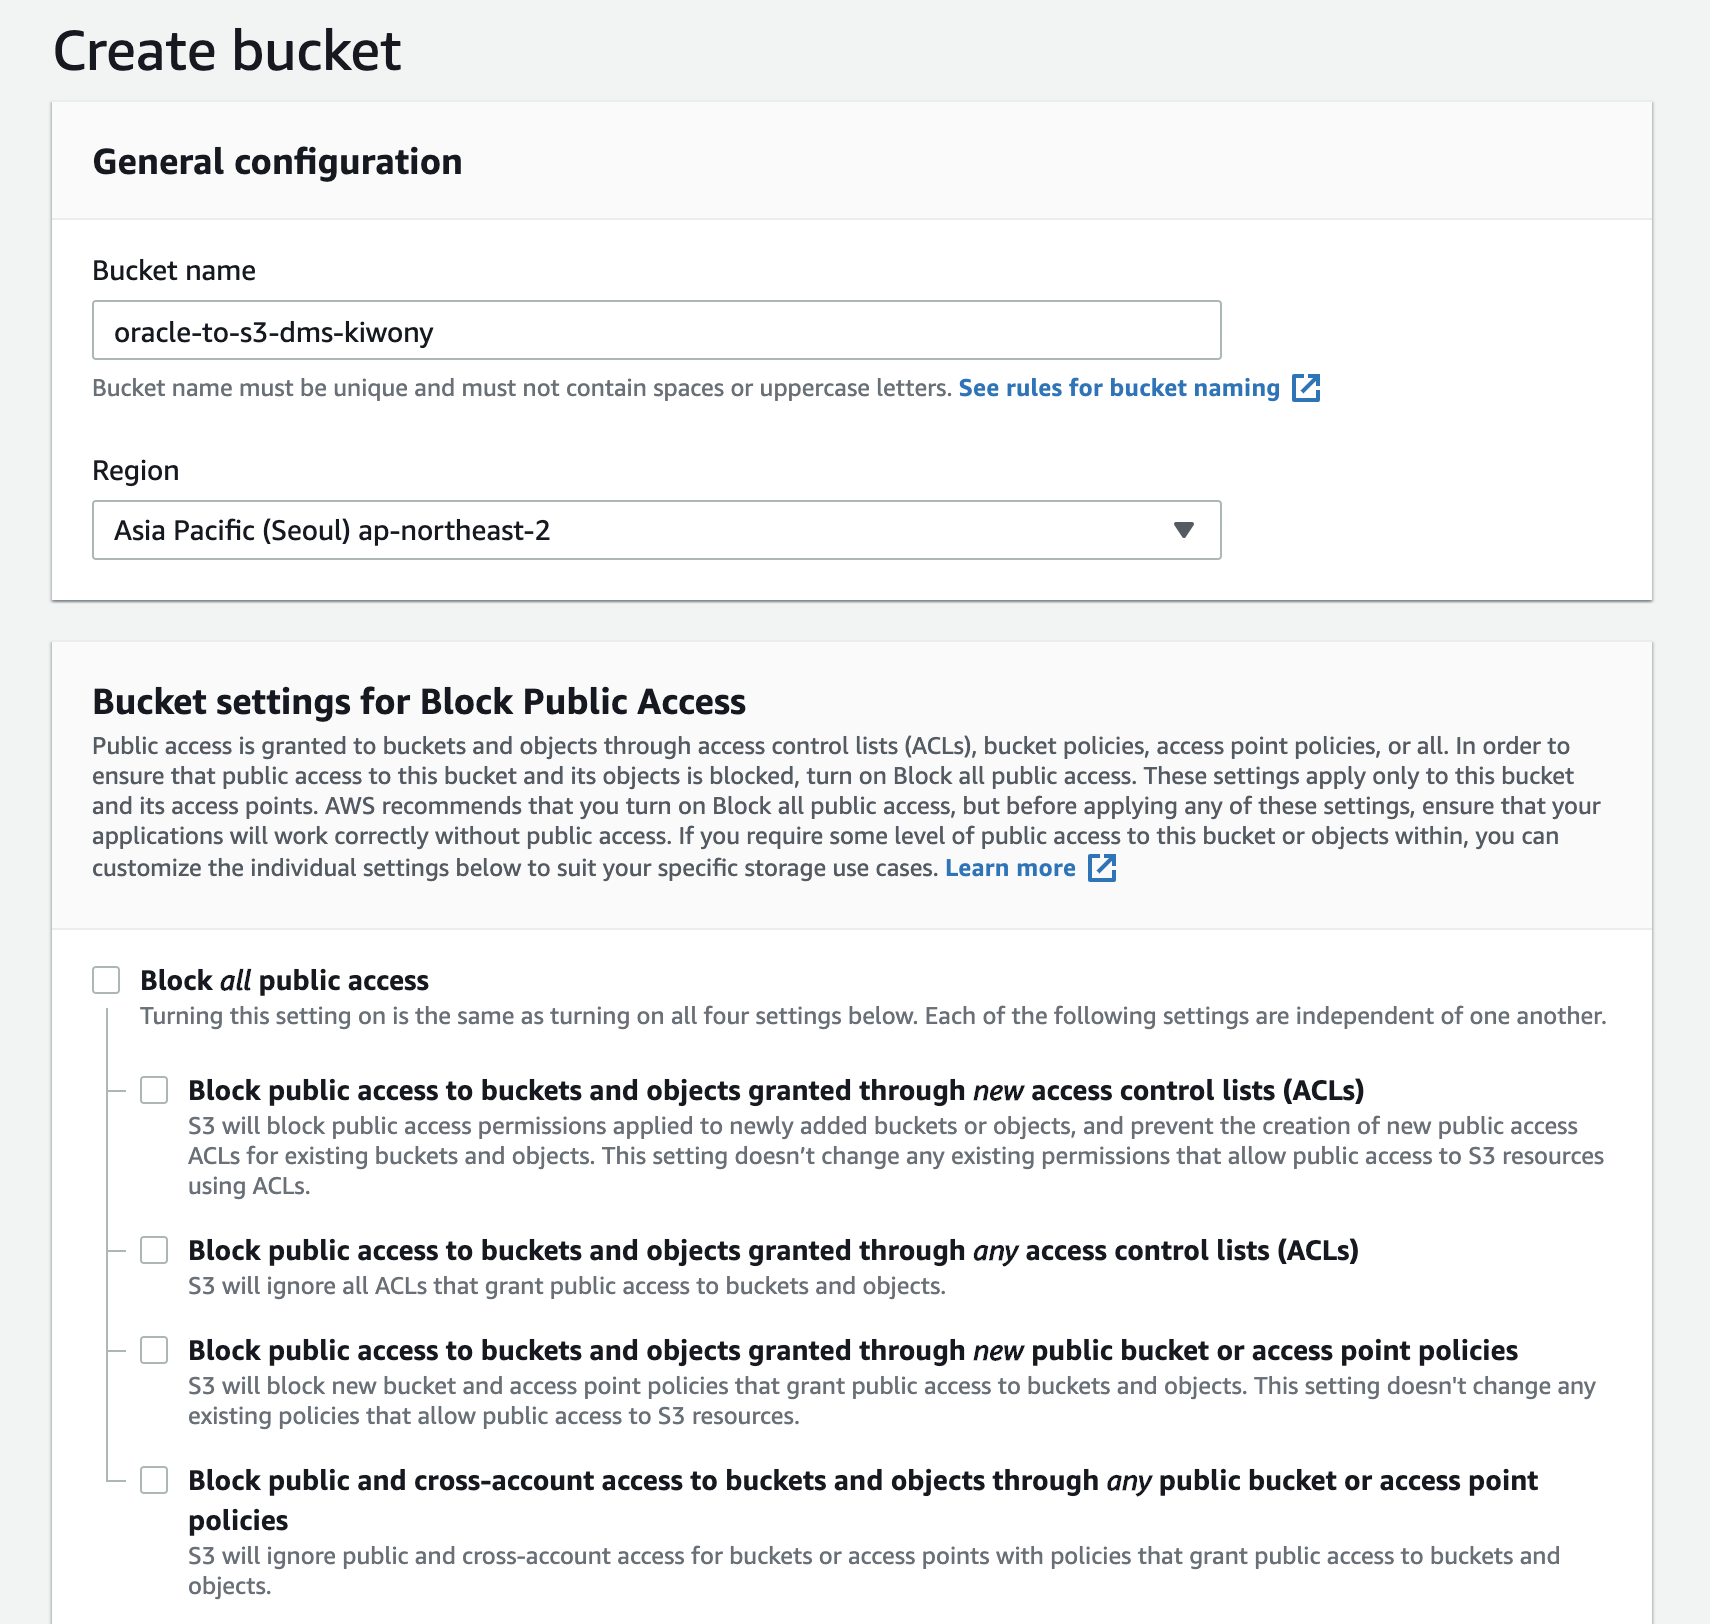 Create bucket
General configuration
Bucket name
oracle-to-s3-dms-kiwony
Bucket name must be unique and must not contain spaces or uppercase letters. See rules for bucket naming
Region
Asia Pacific (Seoul) ap-northeast-2
Bucket settings for Block Public Access
Public access is granted to buckets and objects through access control lists (ACLs), bucket policies, access point policies, or all. In order to
ensure that public access to this bucket and its objects is blocked, turn on Block all public access. These settings apply only to this bucket
and its access points. AWS recommends that you turn on Block all public access, but before applying any of these settings, ensure that your
applications will work correctly without public access. If you require some level of public access to this bucket or objects within, you can
customize the individual settings below to suit your specific storage use cases. Learn more
Block all public access
Turning this setting on is the same as turning on all four settings below. Each of the following settings are independent of one another.
Block public access to buckets and objects granted through new access control lists (ACLs)
S3 will block public access permissions applied to newly added buckets or objects, and prevent the creation of new public access
ACLs for existing buckets and objects. This setting doesn’t change any existing permissions that allow public access to S3 resources
using ACLs.
Block public access to buckets and objects granted through any access control lists (ACLs)
S3 will ignore all ACLs that grant public access to buckets and objects.
Block public access to buckets and objects granted through new public bucket or access point policies
S3 will block new bucket and access point policies that grant public access to buckets and objects. This setting doesn't change any
existing policies that allow public access to S3 resources.
Block public and cross-account access to buckets and objects through any public bucket or access point
policies
S3 will ignore public and cross-account access for buckets or access points with policies that grant public access to buckets and
objects.